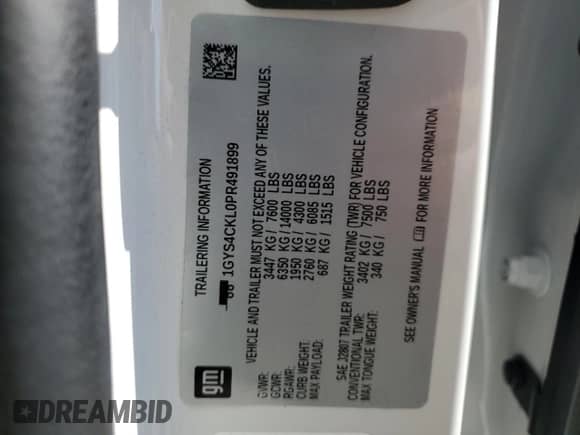 gm
TRAILERING INFORMATION
1GYS4CKL0PR491899
VEHICLE AND TRAILER MUST NOT EXCEED ANY OF THESE VALUES.
GVWR: 3447 KG / 7600 LBS
GCWR: 6350 KG / 14000 LBS
RGAWR: 1950 KG / 4300 LBS
CURB WEIGHT: 2760 KG / 6085 LBS
MAX PAYLOAD: 687 KG / 1515 LBS
SAE J2807 TRAILER WEIGHT RATING (TWR) FOR VEHICLE CONFIGURATION.
CONVENTIONAL TWR: 3402 KG / 7500 LBS
MAX TONGUE WEIGHT: 340 KG / 750 LBS
SEE OWNER'S MANUAL FOR MORE INFORMATION
DREAMBID